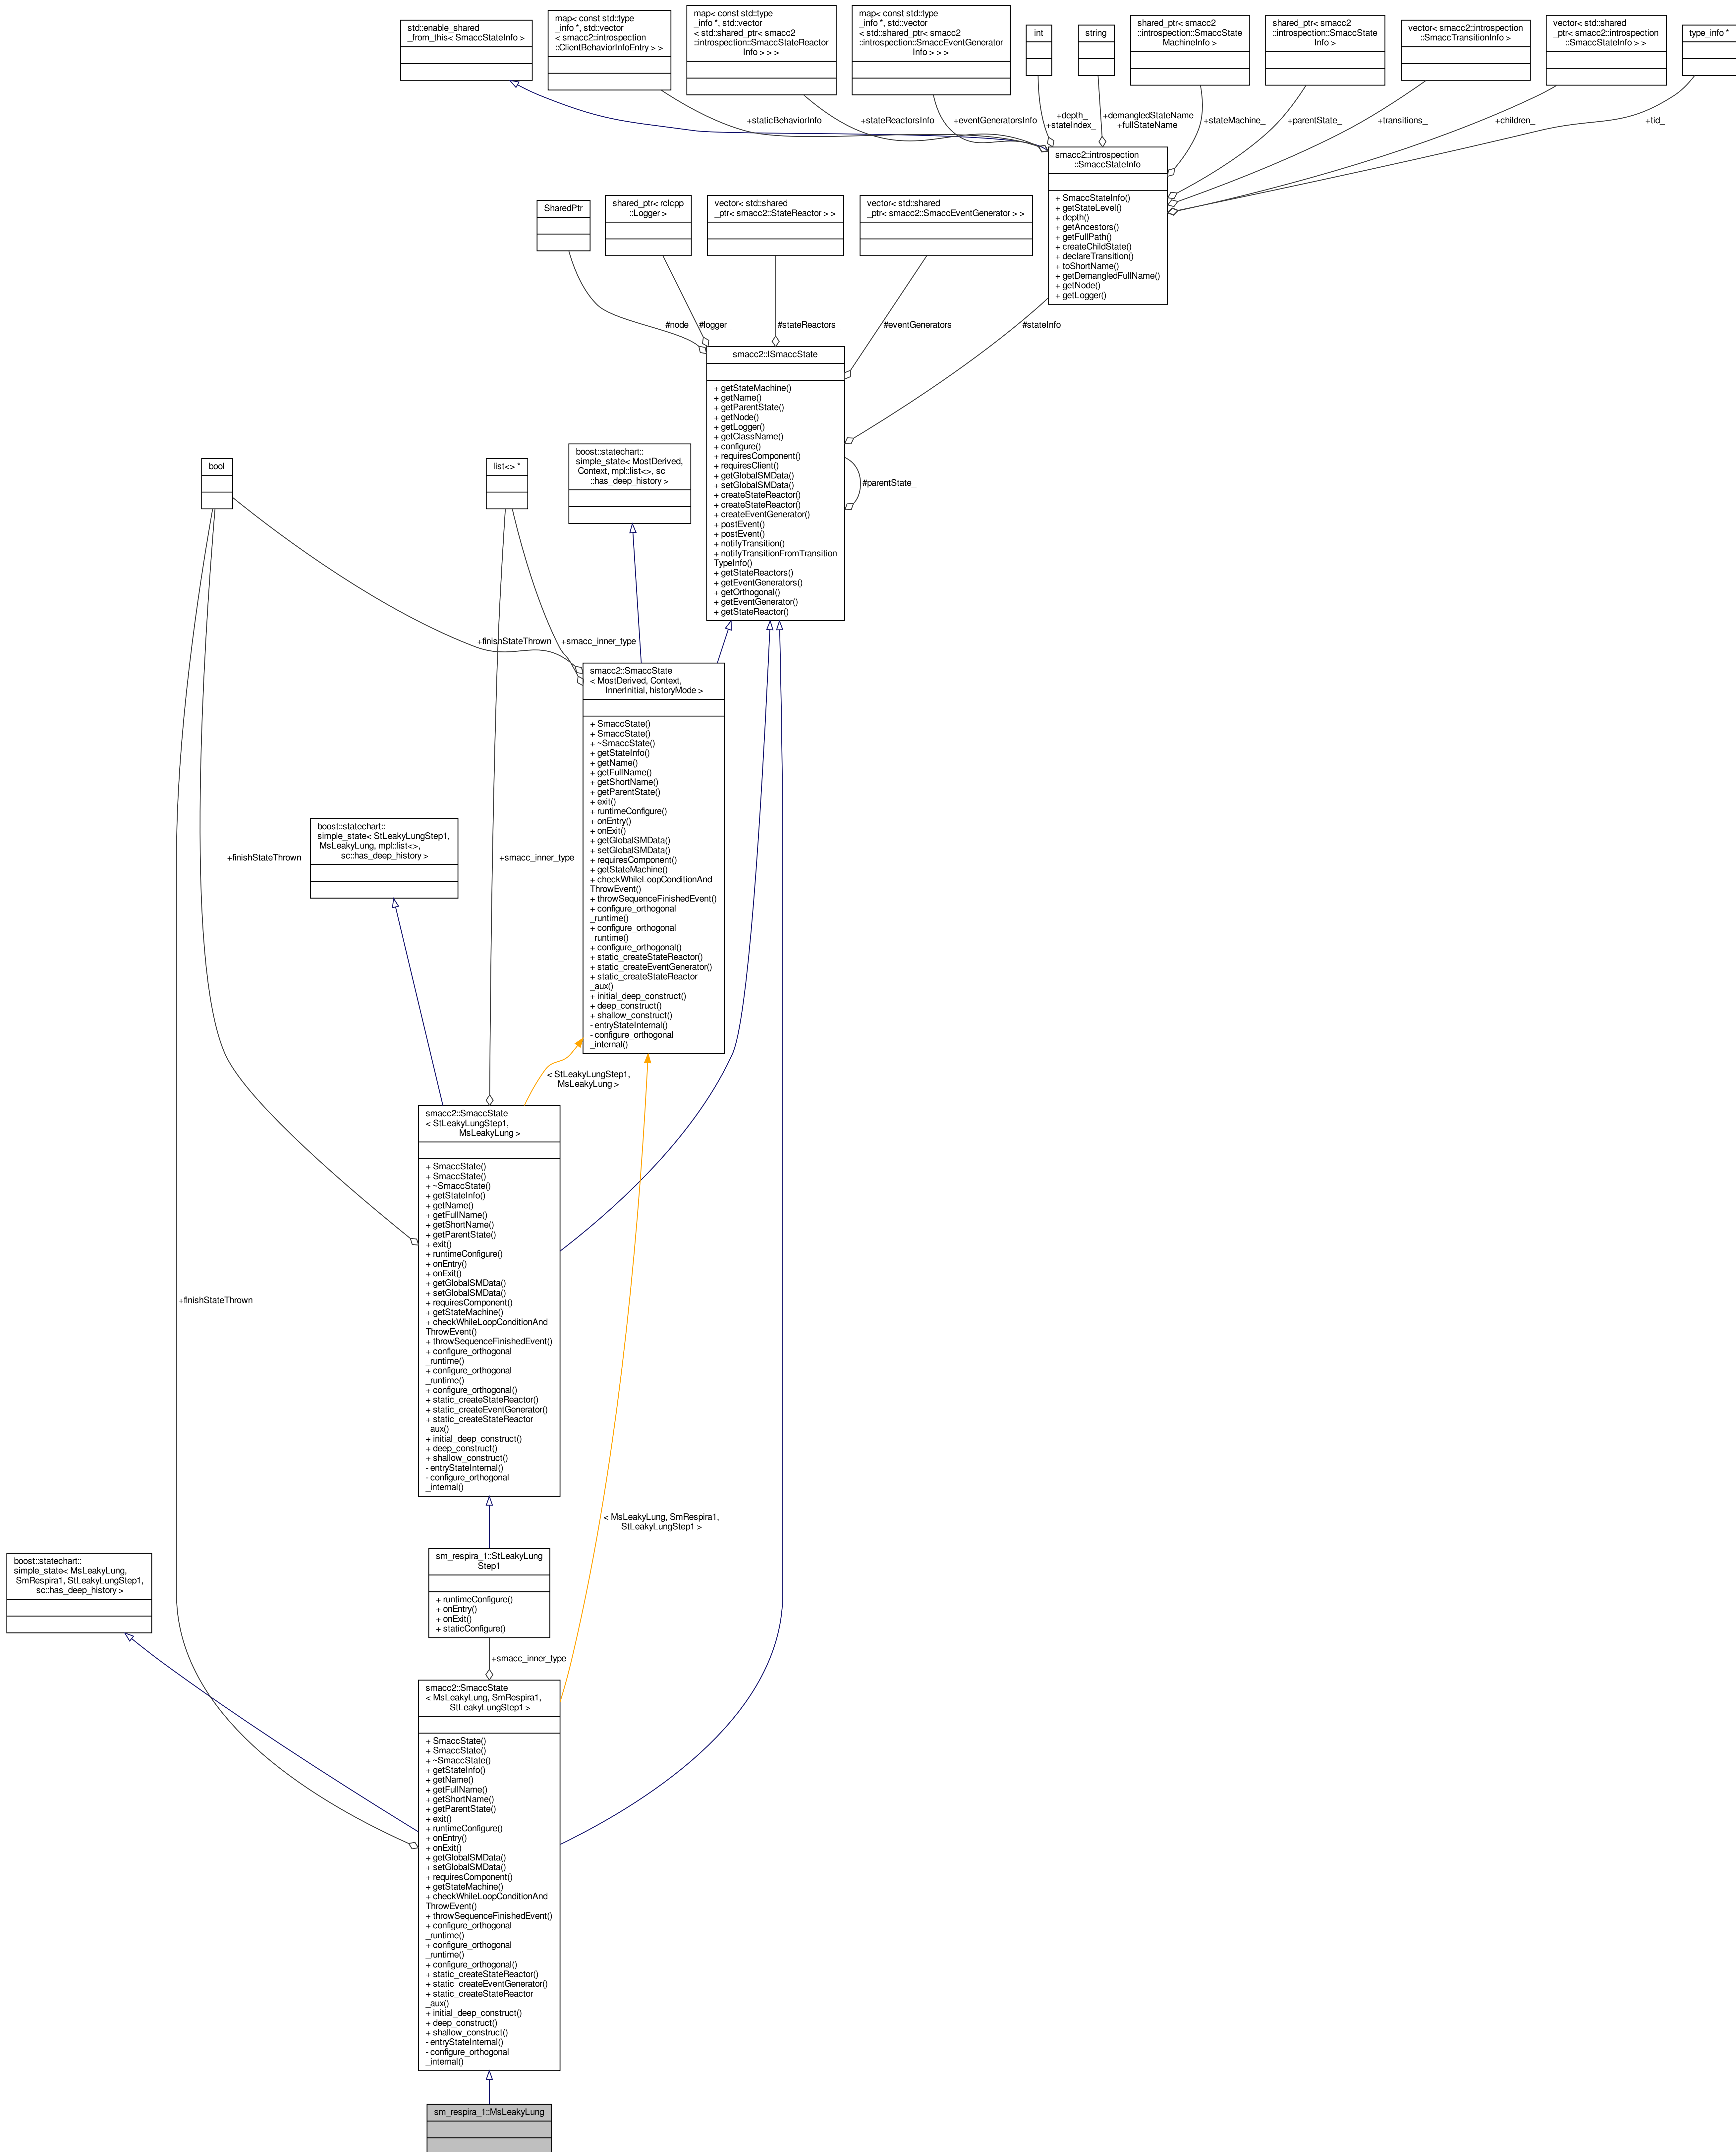 std::enable_shared
_from_this< SmaccStateInfo >
map< const std::type
_info *, std::vector
< smacc2::introspection
::ClientBehaviorInfoEntry > >
map< const std::type
_info *, std::vector
< std::shared_ptr< smacc2
::introspection::SmaccStateReactor
Info > > >
map< const std::type
_info *, std::vector
< std::shared_ptr< smacc2
::introspection::SmaccEventGenerator
Info > > >
int
string
shared_ptr< smacc2
::introspection::SmaccState
MachineInfo >
shared_ptr< smacc2
::introspection::SmaccState
Info >
vector< smacc2::introspection
::SmaccTransitionInfo >
vector< std::shared
_ptr< smacc2::introspection
::SmaccStateInfo > >
type_info *
+staticBehaviorInfo
+stateReactorsInfo
+eventGeneratorsInfo
+depth_
+stateIndex_
+demangledStateName
+fullStateName
+stateMachine_
+parentState_
+transitions_
+children_
+tid_
smacc2::introspection
::SmaccStateInfo
+ SmaccStateInfo()
+ getStateLevel()
+ depth()
+ getAncestors()
+ getFullPath()
+ createChildState()
+ declareTransition()
+ toShortName()
+ getDemangledFullName()
+ getNode()
+ getLogger()
SharedPtr
shared_ptr< rclcpp
::Logger >
vector< std::shared
_ptr< smacc2::StateReactor > >
vector< std::shared
_ptr< smacc2::SmaccEventGenerator > >
#node_
#logger_
#stateReactors_
#eventGenerators_
#stateInfo_
smacc2::ISmaccState
+ getStateMachine()
+ getName()
+ getParentState()
+ getNode()
+ getLogger()
+ getClassName()
+ configure()
+ requiresComponent()
+ requiresClient()
+ getGlobalSMData()
+ setGlobalSMData()
+ createStateReactor()
+ createStateReactor()
+ createEventGenerator()
+ postEvent()
+ postEvent()
+ notifyTransition()
+ notifyTransitionFromTransition
TypeInfo()
+ getStateReactors()
+ getEventGenerators()
+ getOrthogonal()
+ getEventGenerator()
+ getStateReactor()
#parentState_
bool
list<> *
boost::statechart::
simple_state< MostDerived,
Context, mpl::list<>, sc
::has_deep_history >
+finishStateThrown
+smacc_inner_type
smacc2::SmaccState
< MostDerived, Context,
InnerInitial, historyMode >
+ SmaccState()
+ SmaccState()
+ ~SmaccState()
+ getStateInfo()
+ getName()
+ getFullName()
+ getShortName()
+ getParentState()
+ exit()
+ runtimeConfigure()
+ onEntry()
+ onExit()
+ getGlobalSMData()
+ setGlobalSMData()
+ requiresComponent()
+ getStateMachine()
+ checkWhileLoopConditionAnd
ThrowEvent()
+ throwSequenceFinishedEvent()
+ configure_orthogonal
_runtime()
+ configure_orthogonal
_runtime()
+ configure_orthogonal()
+ static_createStateReactor()
+ static_createEventGenerator()
+ static_createStateReactor
_aux()
+ initial_deep_construct()
+ deep_construct()
+ shallow_construct()
- entryStateInternal()
- configure_orthogonal
_internal()
boost::statechart::
simple_state< StLeakyLungStep1,
MsLeakyLung, mpl::list<>,
sc::has_deep_history >
+finishStateThrown
+smacc_inner_type
< StLeakyLungStep1,
MsLeakyLung >
smacc2::SmaccState
< StLeakyLungStep1,
MsLeakyLung >
+ SmaccState()
+ SmaccState()
+ ~SmaccState()
+ getStateInfo()
+ getName()
+ getFullName()
+ getShortName()
+ getParentState()
+ exit()
+ runtimeConfigure()
+ onEntry()
+ onExit()
+ getGlobalSMData()
+ setGlobalSMData()
+ requiresComponent()
+ getStateMachine()
+ checkWhileLoopConditionAnd
ThrowEvent()
+ throwSequenceFinishedEvent()
+ configure_orthogonal
_runtime()
+ configure_orthogonal
_runtime()
+ configure_orthogonal()
+ static_createStateReactor()
+ static_createEventGenerator()
+ static_createStateReactor
_aux()
+ initial_deep_construct()
+ deep_construct()
+ shallow_construct()
- entryStateInternal()
- configure_orthogonal
_internal()
+finishStateThrown
< MsLeakyLung, SmRespira1,
StLeakyLungStep1 >
boost::statechart::
simple_state< MsLeakyLung,
SmRespira1, StLeakyLungStep1,
sc::has_deep_history >
sm_respira_1::StLeakyLung
Step1
+ runtimeConfigure()
+ onEntry()
+ onExit()
+ staticConfigure()
+smacc_inner_type
smacc2::SmaccState
< MsLeakyLung, SmRespira1,
StLeakyLungStep1 >
+ SmaccState()
+ SmaccState()
+ ~SmaccState()
+ getStateInfo()
+ getName()
+ getFullName()
+ getShortName()
+ getParentState()
+ exit()
+ runtimeConfigure()
+ onEntry()
+ onExit()
+ getGlobalSMData()
+ setGlobalSMData()
+ requiresComponent()
+ getStateMachine()
+ checkWhileLoopConditionAnd
ThrowEvent()
+ throwSequenceFinishedEvent()
+ configure_orthogonal
_runtime()
+ configure_orthogonal
_runtime()
+ configure_orthogonal()
+ static_createStateReactor()
+ static_createEventGenerator()
+ static_createStateReactor
_aux()
+ initial_deep_construct()
+ deep_construct()
+ shallow_construct()
- entryStateInternal()
- configure_orthogonal
_internal()
sm_respira_1::MsLeakyLung